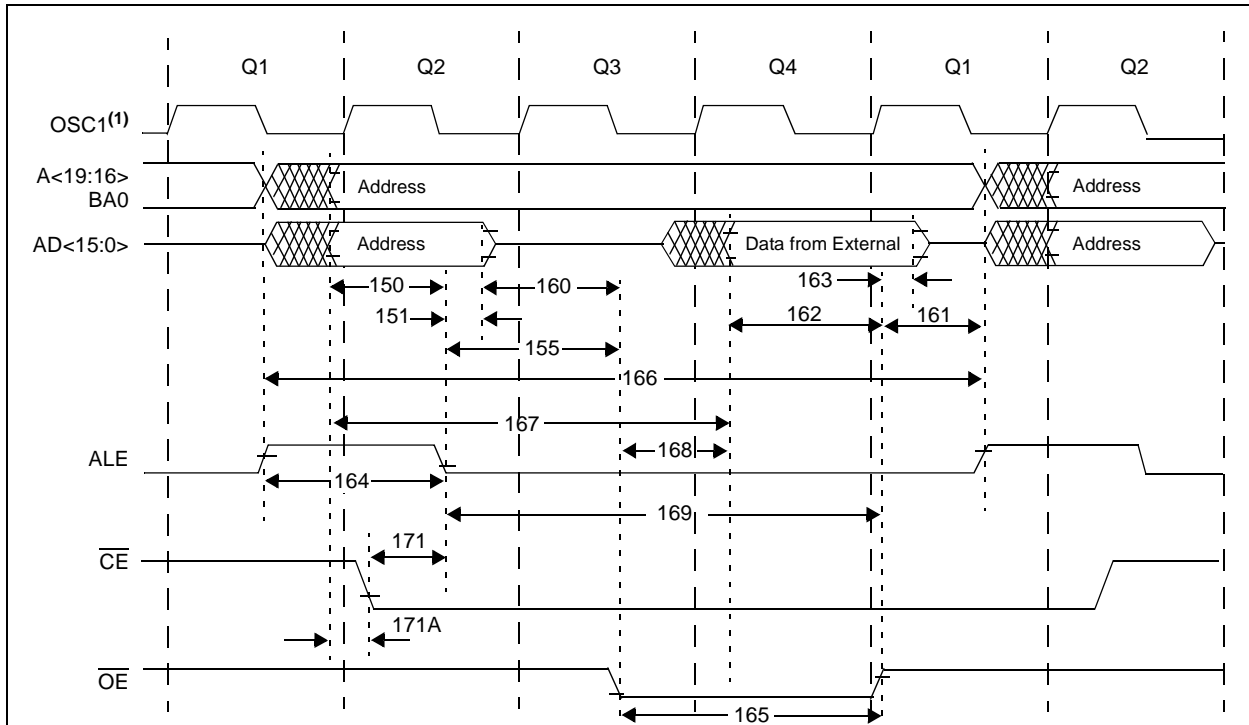 Q1 Q2 Q3 Q4 Q1 Q2
OSC1(1)
A<19:16>
BA0
Address
Address
AD<15:0>
Address
Data from External
Address
150
160
163
151
162
161
155
166
167
ALE
168
164
169
CE
171
171A
OE
165